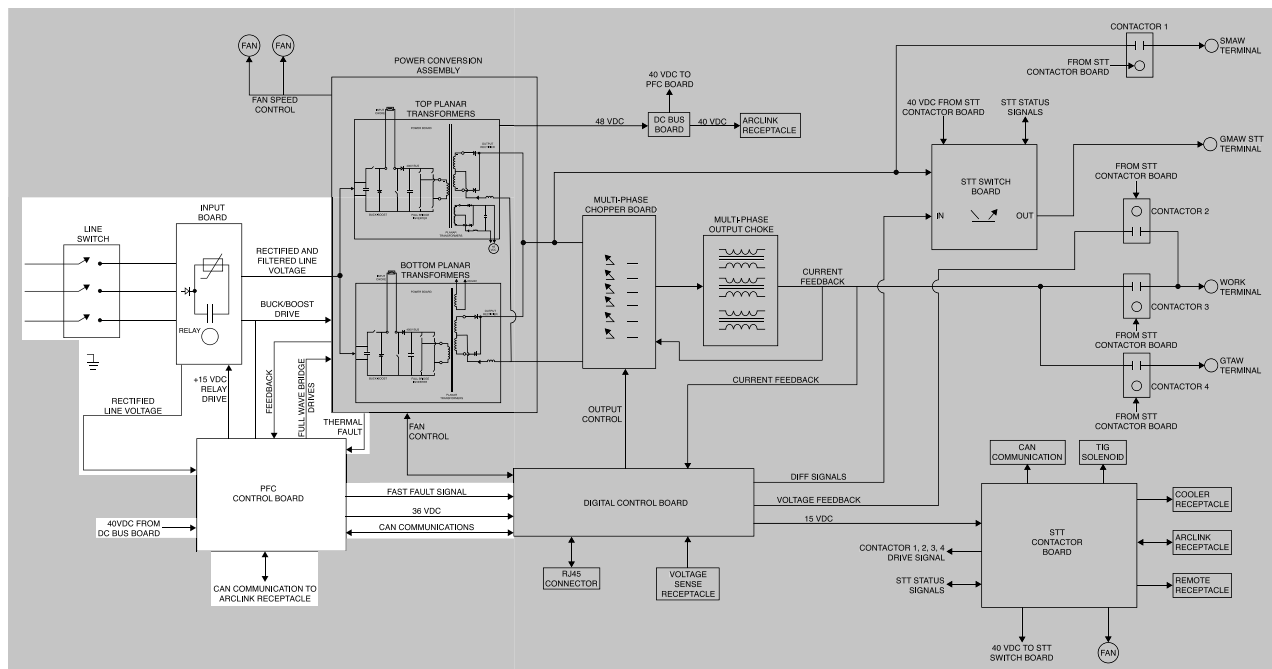 CONTACTOR 1
SMAW
TERMINAL
FROM STT
CONTACTOR BOARD
FAN
FAN
FAN SPEED
CONTROL
POWER CONVERSION
ASSEMBLY
TOP PLANAR
TRANSFORMERS
40 VDC TO
PFC BOARD
48 VDC
DC BUS
BOARD
40 VDC
ARCLINK
RECEPTACLE
40 VDC FROM STT
CONTACTOR BOARD
STT STATUS
SIGNALS
GMAW STT
TERMINAL
STT SWITCH
BOARD
IN
OUT
FROM STT
CONTACTOR BOARD
CONTACTOR 2
INPUT
BOARD
LINE
SWITCH
RELAY
RECTIFIED AND
FILTERED LINE
VOLTAGE
BUCK/BOOST
DRIVE
BOTTOM PLANAR
TRANSFORMERS
MULTI-PHASE
CHOPPER BOARD
MULTI-PHASE
OUTPUT CHOKE
CURRENT
FEEDBACK
WORK
TERMINAL
CONTACTOR 3
FROM STT
CONTACTOR BOARD
GTAW
TERMINAL
CONTACTOR 4
FROM STT
CONTACTOR BOARD
+15 VDC
RELAY
DRIVE
RECTIFIED
LINE VOLTAGE
FEEDBACK
FULL WAVE BRIDGE
DRIVES
THERMAL
FAULT
FAN
CONTROL
OUTPUT
CONTROL
CURRENT FEEDBACK
PFC
CONTROL BOARD
FAST FAULT SIGNAL
36 VDC
CAN COMMUNICATIONS
40VDC FROM
DC BUS BOARD
CAN COMMUNICATION TO
ARCLINK RECEPTACLE
DIGITAL CONTROL BOARD
DIFF SIGNALS
VOLTAGE FEEDBACK
15 VDC
RJ45
CONNECTOR
VOLTAGE
SENSE
RECEPTACLE
CAN
COMMUNICATION
TIG
SOLENOID
STT
CONTACTOR
BOARD
COOLER
RECEPTACLE
ARCLINK
RECEPTACLE
REMOTE
RECEPTACLE
CONTACTOR 1, 2, 3, 4
DRIVE SIGNAL
STT STATUS
SIGNALS
40 VDC TO STT
SWITCH BOARD
FAN